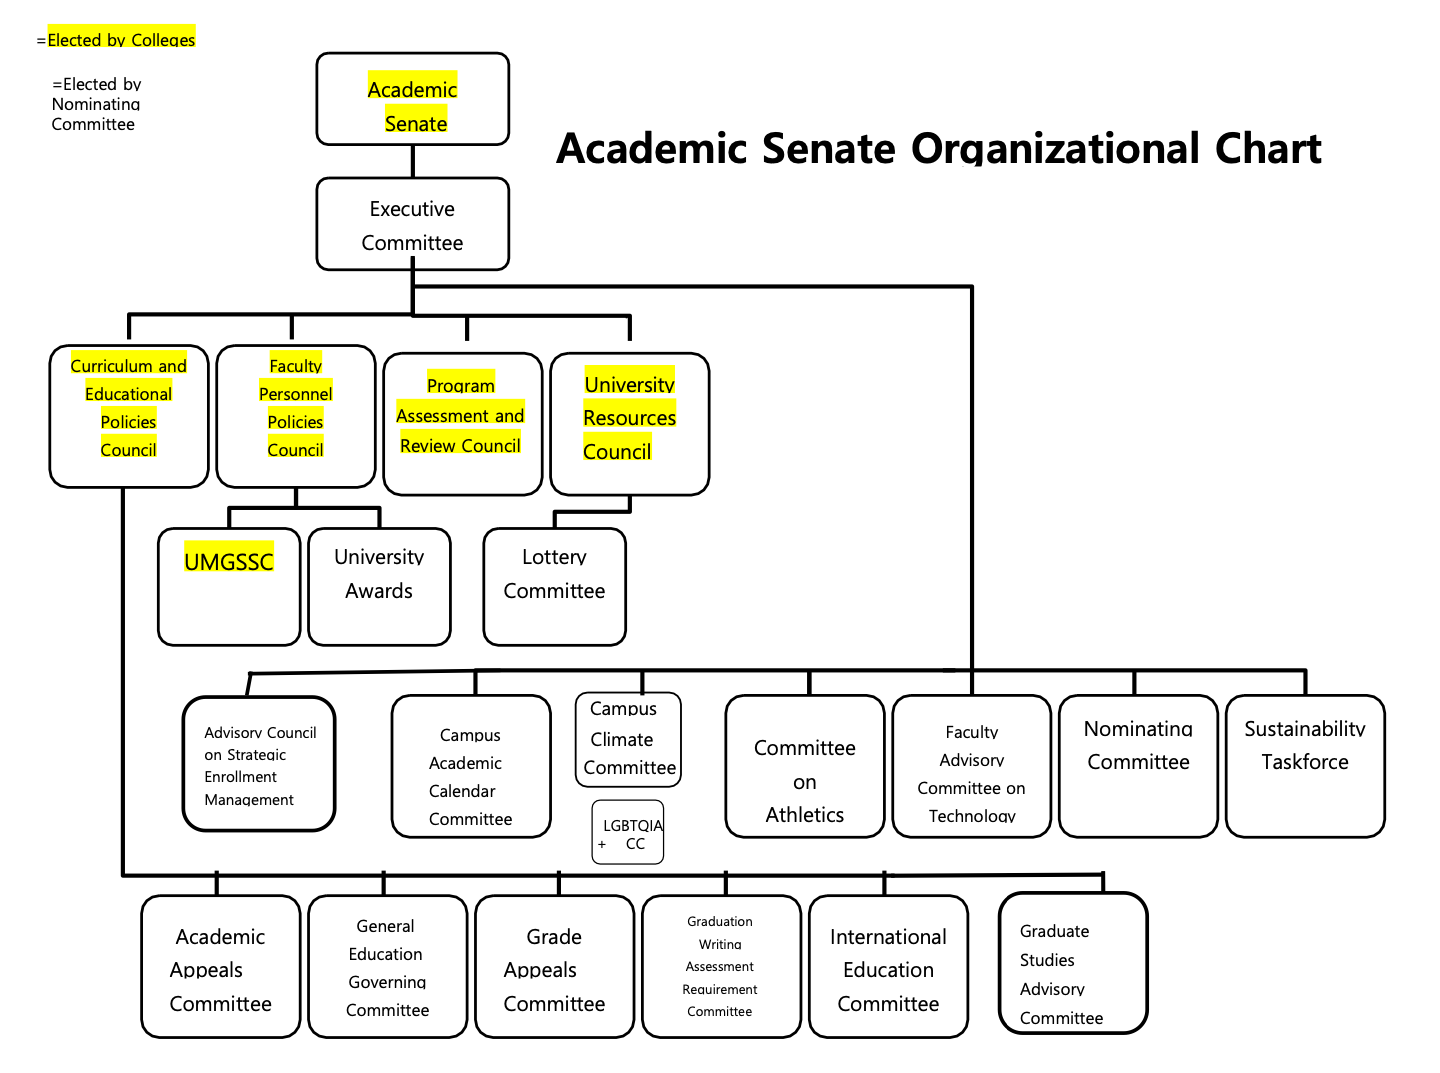 =Elected by Colleges
=Elected by
Nominating
Committee
Academic
Senate
Academic Senate Organizational Chart
Executive
Committee
Curriculum and
Educational
Policies
Council
Faculty
Personnel
Policies
Council
Program
Assessment and
Review Council
University
Resources
Council
UMGSSC
University
Awards
Lottery
Committee
Advisory Council
on Strategic
Enrollment
Management
Campus
Academic
Calendar
Committee
Campus
Climate
Committee
LGBTQIA
+ CC
Committee
on
Athletics
Faculty
Advisory
Committee on
Technology
Nominating
Committee
Sustainability
Taskforce
Academic
Appeals
Committee
General
Education
Governing
Committee
Grade
Appeals
Committee
Graduation
Writing
Assessment
Requirement
Committee
International
Education
Committee
Graduate
Studies
Advisory
Committee